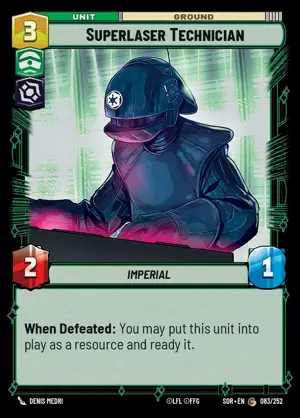 UNIT
GROUND
3
SUPERLASER TECHNICIAN
2
1
IMPERIAL
When Defeated: You may put this unit into
play as a resource and ready it.
DENIS MEDRI
©LFL ©FFG
SOR • EN C 083/252